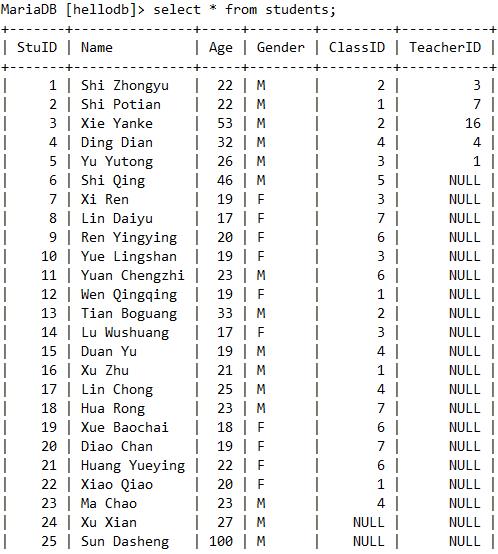 MariaDB [hellodb]> select * from students;
+-------+---------------+-----+--------+---------+-----------+
| StuID | Name          | Age | Gender | ClassID | TeacherID |
+-------+---------------+-----+--------+---------+-----------+
|     1 | Shi Zhongyu   |  22 | M      |       2 |         3 |
|     2 | Shi Potian    |  22 | M      |       1 |         7 |
|     3 | Xie Yanke     |  53 | M      |       2 |        16 |
|     4 | Ding Dian     |  32 | M      |       4 |         4 |
|     5 | Yu Yutong     |  26 | M      |       3 |         1 |
|     6 | Shi Qing      |  46 | M      |       5 |      NULL |
|     7 | Xi Ren        |  19 | F      |       3 |      NULL |
|     8 | Lin Daiyu     |  17 | F      |       7 |      NULL |
|     9 | Ren Yingying  |  20 | F      |       6 |      NULL |
|    10 | Yue Lingshan  |  19 | F      |       3 |      NULL |
|    11 | Yuan Chengzhi |  23 | M      |       6 |      NULL |
|    12 | Wen Qingqing  |  19 | F      |       1 |      NULL |
|    13 | Tian Boguang  |  33 | M      |       2 |      NULL |
|    14 | Lu Wushuang   |  17 | F      |       3 |      NULL |
|    15 | Duan Yu       |  19 | M      |       4 |      NULL |
|    16 | Xu Zhu        |  21 | M      |       1 |      NULL |
|    17 | Lin Chong     |  25 | M      |       4 |      NULL |
|    18 | Hua Rong      |  23 | M      |       7 |      NULL |
|    19 | Xue Baochai   |  18 | F      |       6 |      NULL |
|    20 | Diao Chan     |  19 | F      |       7 |      NULL |
|    21 | Huang Yueying |  22 | F      |       6 |      NULL |
|    22 | Xiao Qiao     |  20 | F      |       1 |      NULL |
|    23 | Ma Chao       |  23 | M      |       4 |      NULL |
|    24 | Xu Xian       |  27 | M      |    NULL |      NULL |
|    25 | Sun Dasheng   | 100 | M      |    NULL |      NULL |